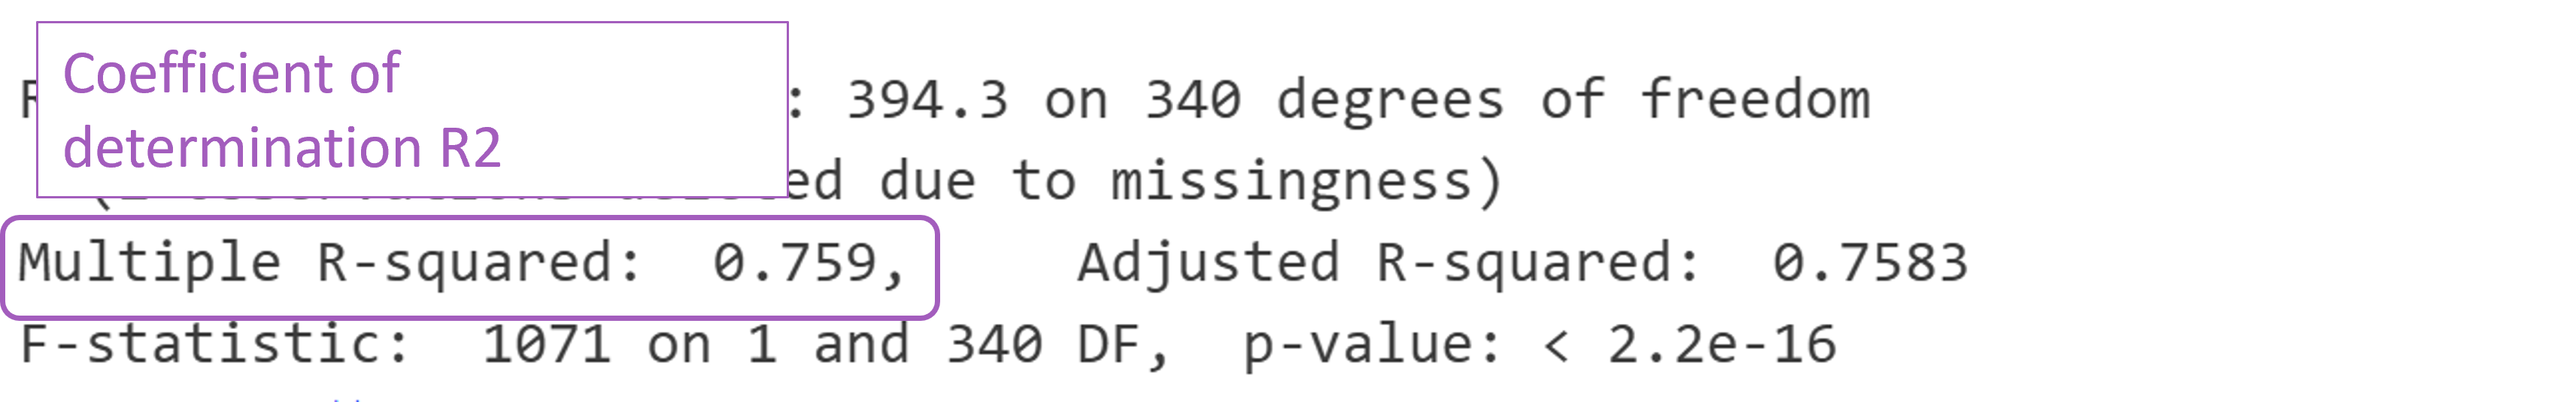 Coefficient of
determination R2
: 394.3 on 340 degrees of freedom
due to missingness)
Multiple R-squared: 0.759, Adjusted R-squared: 0.7583
F-statistic: 1071 on 1 and 340 DF, p-value: < 2.2e-16